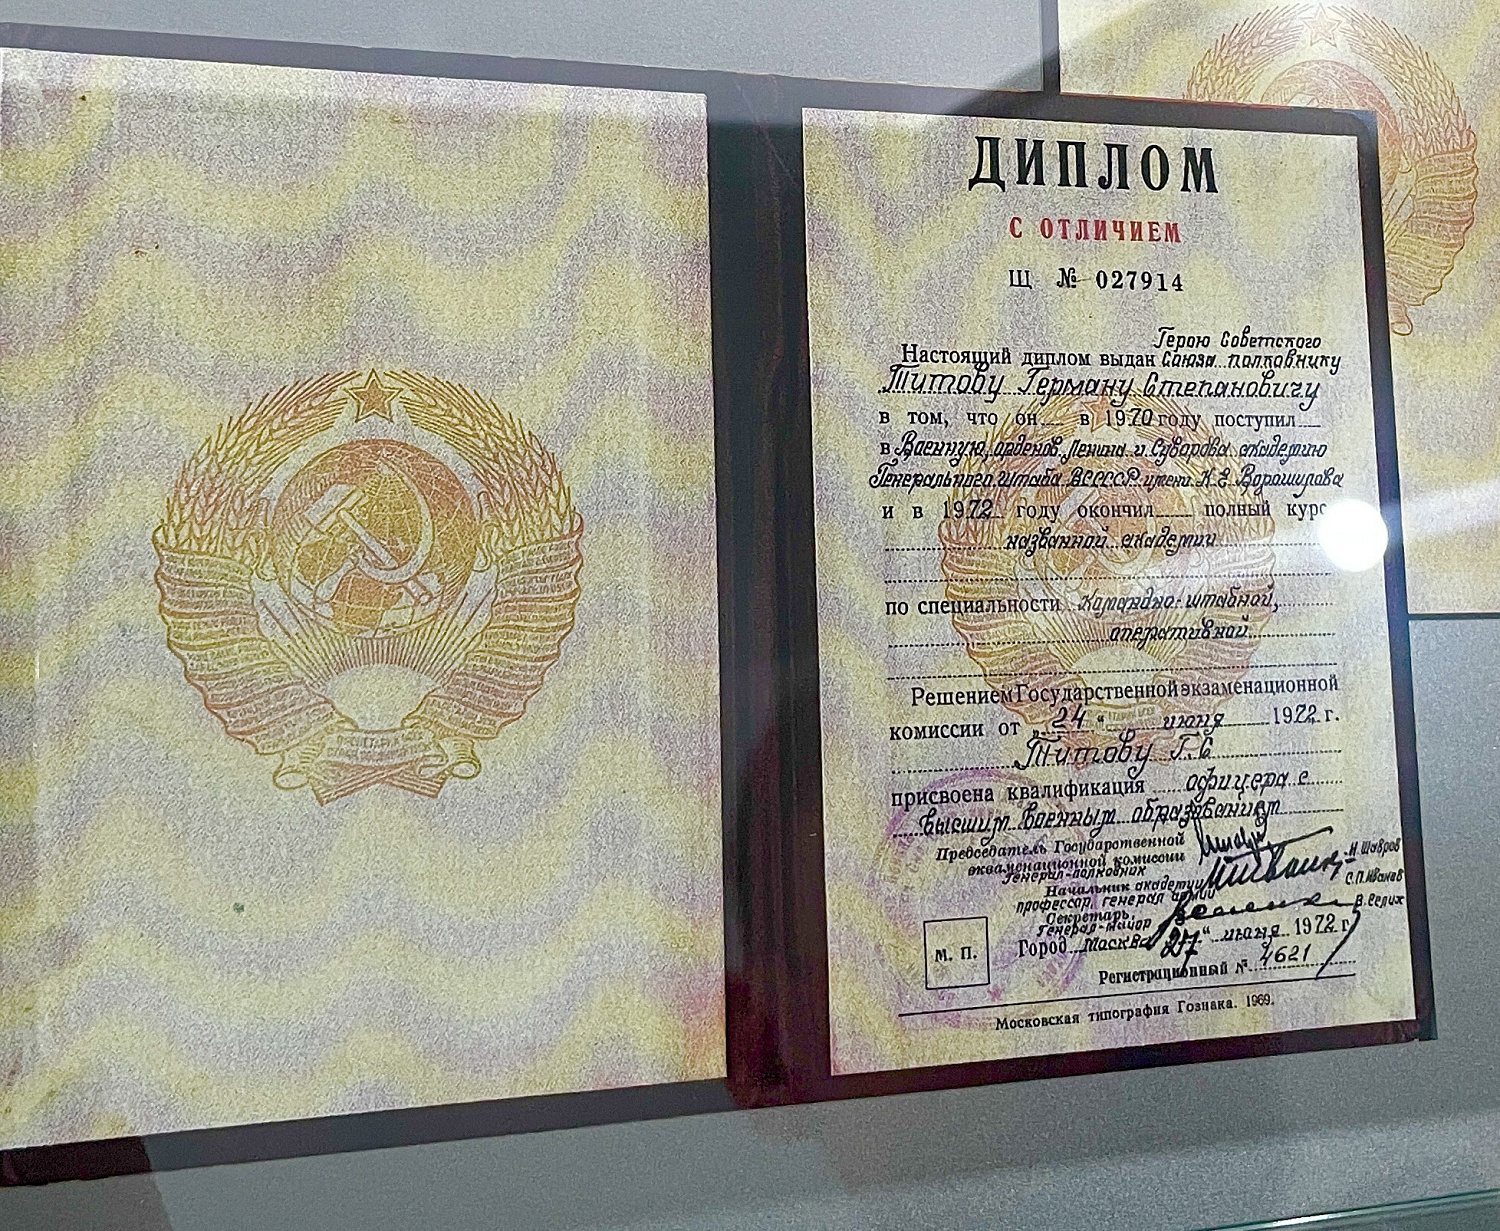 ДИПЛОМ
С ОТЛИЧИЕМ
Щ № 027914
Герою Советского
Настоящий диплом выдан Союза полковнику
Титову Герману Степановичу
в том, что он в 1970 году поступил
в Военную орденов Ленина и Суворова академию
Генерального штаба ВС СССР имени К.Е. Ворошилова
и в 1972 году окончил полный курс
названной академии
по специальности командно-штабной,
оперативной
Решением Государственной экзаменационной
комиссии от „24“ июня 1972 г.
Титову Г.С
присвоена квалификация офицера с
высшим военным образованием
Председатель Государственной
экзаменационной комиссии
генерал-полковник И. Шавров
Начальник академии
профессор, генерал армии С.П. Иванов
Секретарь,
генерал-майор
М. П.
Город Москва „27“ июня 1972 г.
Регистрационный № 4621
Московская типография Гознака. 1969.